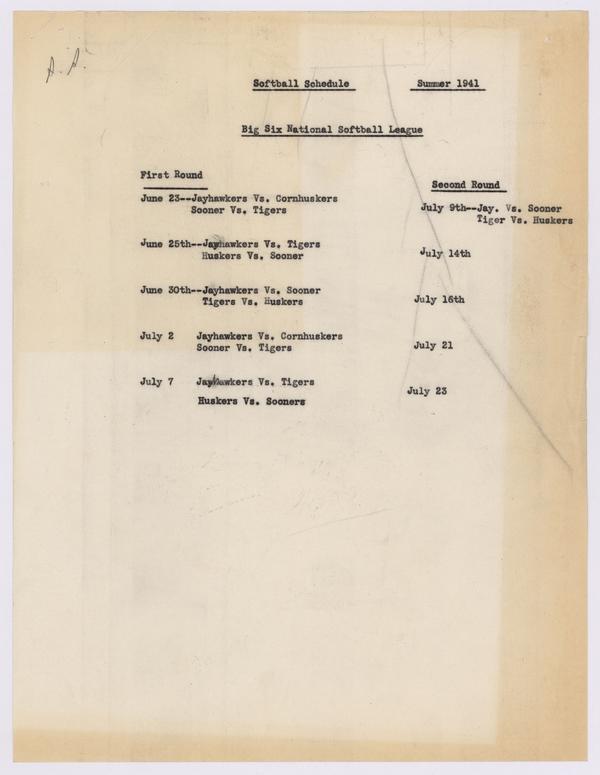 A. A.
Softball Schedule Summer 1941
Big Six National Softball League
First Round
June 23--Jayhawkers Vs. Cornhuskers
Sooner Vs. Tigers
June 25th--Jayhawkers Vs. Tigers
Huskers Vs. Sooner
June 30th--Jayhawkers Vs. Sooner
Tigers Vs. Huskers
July 2 Jayhawkers Vs. Cornhuskers
Sooner Vs. Tigers
July 7 Jayhawkers Vs. Tigers
Huskers Vs. Sooners
Second Round
July 9th--Jay. Vs. Sooner
Tiger Vs. Huskers
July 14th
July 16th
July 21
July 23